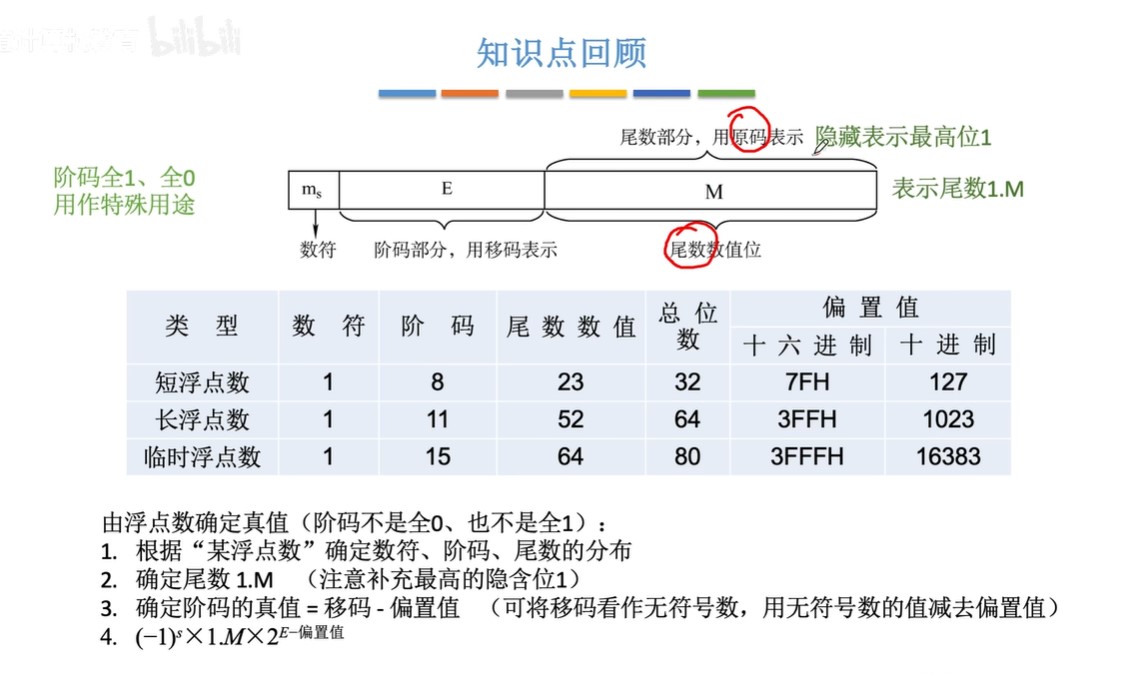 bilibili
知识点回顾
尾数部分，用原码表示 隐藏表示最高位1
阶码全1、全0
用作特殊用途
mₛ E M
表示尾数1.M
数符 阶码部分，用移码表示 尾数数值位
类 型 数 符 阶 码 尾数数值 总位数 偏置值
十六进制 十进制
短浮点数 1 8 23 32 7FH 127
长浮点数 1 11 52 64 3FFH 1023
临时浮点数 1 15 64 80 3FFFH 16383
由浮点数确定真值（阶码不是全0、也不是全1）：
1. 根据“某浮点数”确定数符、阶码、尾数的分布
2. 确定尾数 1.M （注意补充最高的隐含位1）
3. 确定阶码的真值 = 移码 - 偏置值 （可将移码看作无符号数，用无符号数的值减去偏置值）
4. (−1)ˢ×1.M×2^(E−偏置值)